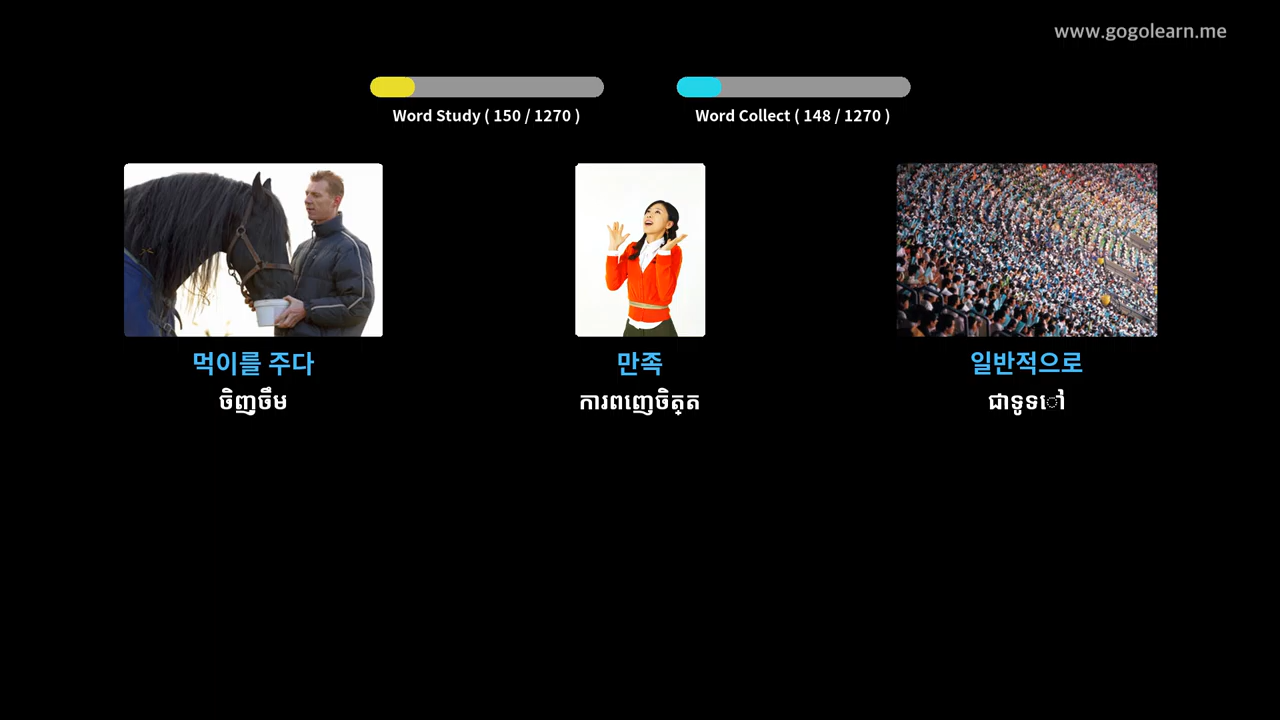 www.gogolearn.me
Word Study ( 150 / 1270 )
Word Collect ( 148 / 1270 )
먹이를 주다
만족
일반적으로
ចិញ្ចឹម
ការពញេចិត្ត
ជាទូទៅ